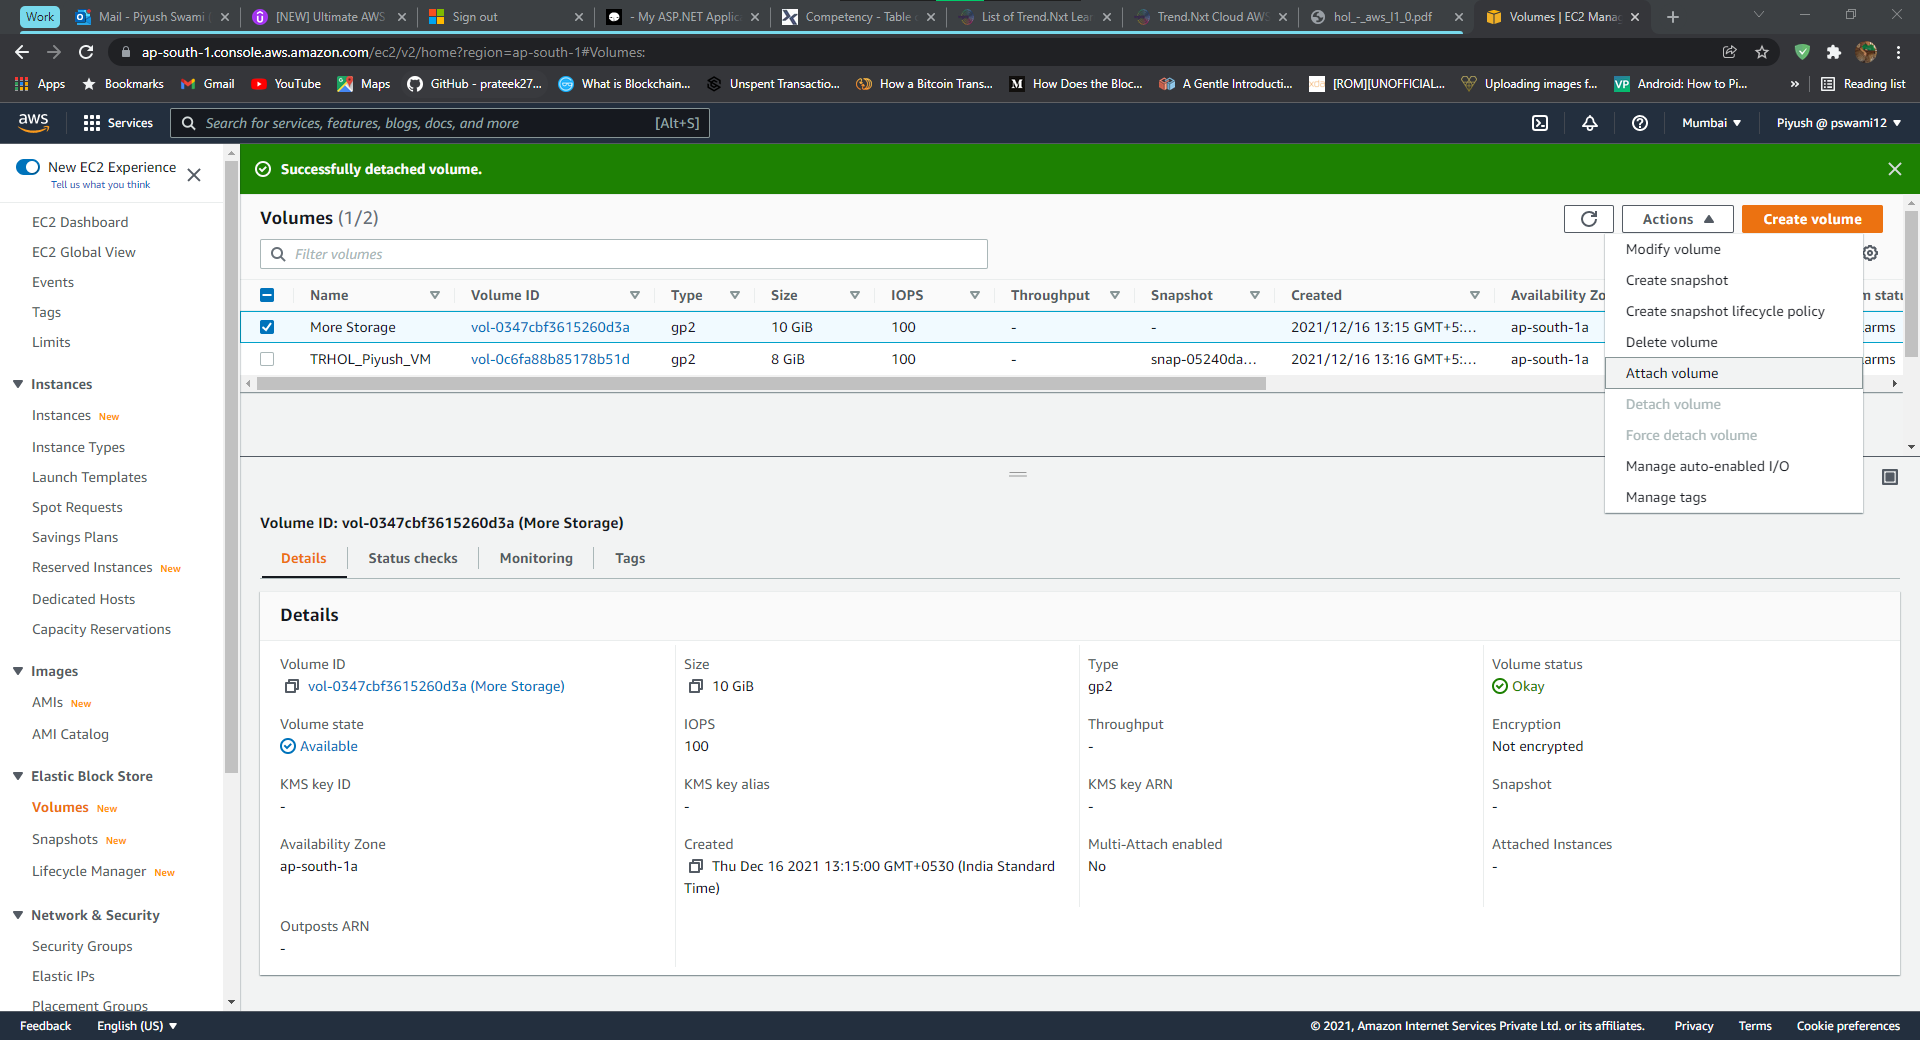 Work
Mail - Piyush Swami
[NEW] Ultimate AWS
Sign out
- My ASP.NET Applic
Competency - Table
List of Trend.Nxt Lea
Trend.Nxt Cloud AWS
hol_-_aws_l1_0.pdf
Volumes | EC2 Mana
ap-south-1.console.aws.amazon.com/ec2/v2/home?region=ap-south-1#Volumes:
Apps
Bookmarks
Gmail
YouTube
Maps
GitHub - prateek27...
What is Blockchain...
Unspent Transactio...
How a Bitcoin Trans...
How Does the Bloc...
A Gentle Introducti...
[ROM][UNOFFICIAL...
Uploading images f...
Android: How to Pi...
»
Reading list
aws
Services
Search for services, features, blogs, docs, and more
[Alt+S]
Mumbai
Piyush @ pswami12
New EC2 Experience
Tell us what you think
EC2 Dashboard
EC2 Global View
Events
Tags
Limits
Instances
Instances New
Instance Types
Launch Templates
Spot Requests
Savings Plans
Reserved Instances New
Dedicated Hosts
Capacity Reservations
Images
AMIs New
AMI Catalog
Elastic Block Store
Volumes New
Snapshots New
Lifecycle Manager New
Network & Security
Security Groups
Elastic IPs
Placement Groups
Successfully detached volume.
Volumes (1/2)
Actions
Create volume
Filter volumes
Name Volume ID Type Size IOPS Throughput Snapshot Created Availability Zo m statu
More Storage vol-0347cbf3615260d3a gp2 10 GiB 100 - - 2021/12/16 13:15 GMT+5:... ap-south-1a arms
TRHOL_Piyush_VM vol-0c6fa88b85178b51d gp2 8 GiB 100 - snap-05240da... 2021/12/16 13:16 GMT+5:... ap-south-1a arms
Modify volume
Create snapshot
Create snapshot lifecycle policy
Delete volume
Attach volume
Detach volume
Force detach volume
Manage auto-enabled I/O
Manage tags
Volume ID: vol-0347cbf3615260d3a (More Storage)
Details
Status checks
Monitoring
Tags
Details
Volume ID
vol-0347cbf3615260d3a (More Storage)
Size
10 GiB
Type
gp2
Volume status
Okay
Volume state
Available
IOPS
100
Throughput
-
Encryption
Not encrypted
KMS key ID
-
KMS key alias
-
KMS key ARN
-
Snapshot
-
Availability Zone
ap-south-1a
Created
Thu Dec 16 2021 13:15:00 GMT+0530 (India Standard
Time)
Multi-Attach enabled
No
Attached Instances
-
Outposts ARN
-
Feedback
English (US)
© 2021, Amazon Internet Services Private Ltd. or its affiliates.
Privacy
Terms
Cookie preferences